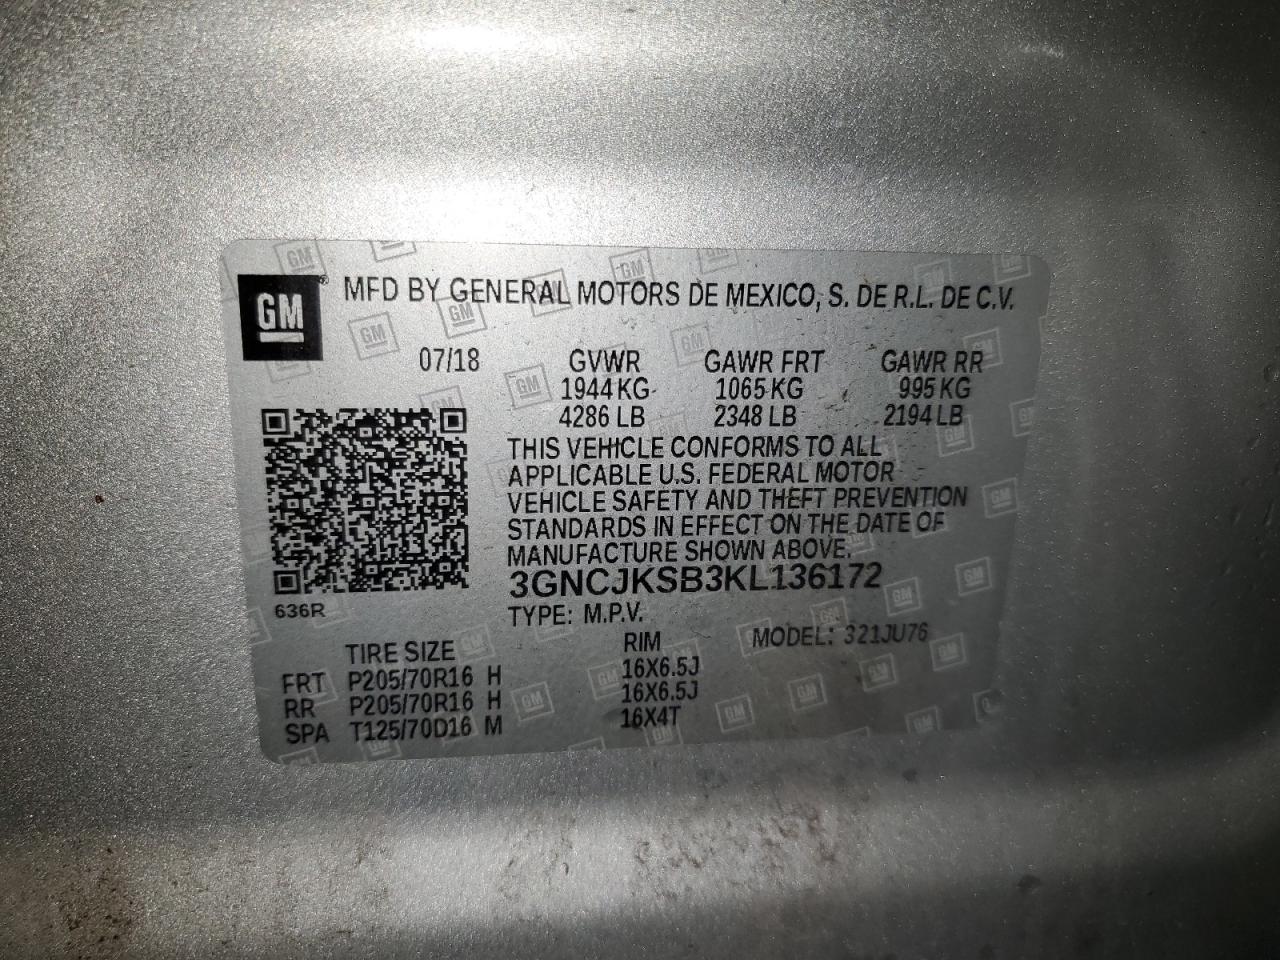 GM ® MFD BY GENERAL MOTORS DE MEXICO, S. DE R.L. DE C.V.
07/18 GVWR GAWR FRT GAWR RR
1944 KG 1065 KG 995 KG
4286 LB 2348 LB 2194 LB
THIS VEHICLE CONFORMS TO ALL
APPLICABLE U.S. FEDERAL MOTOR
VEHICLE SAFETY AND THEFT PREVENTION
STANDARDS IN EFFECT ON THE DATE OF
MANUFACTURE SHOWN ABOVE.
3GNCJKSB3KL136172
636R
TYPE: M.P.V.
TIRE SIZE RIM MODEL: 321JU76
FRT P205/70R16 H 16X6.5J
RR P205/70R16 H 16X6.5J
SPA T125/70D16 M 16X4T